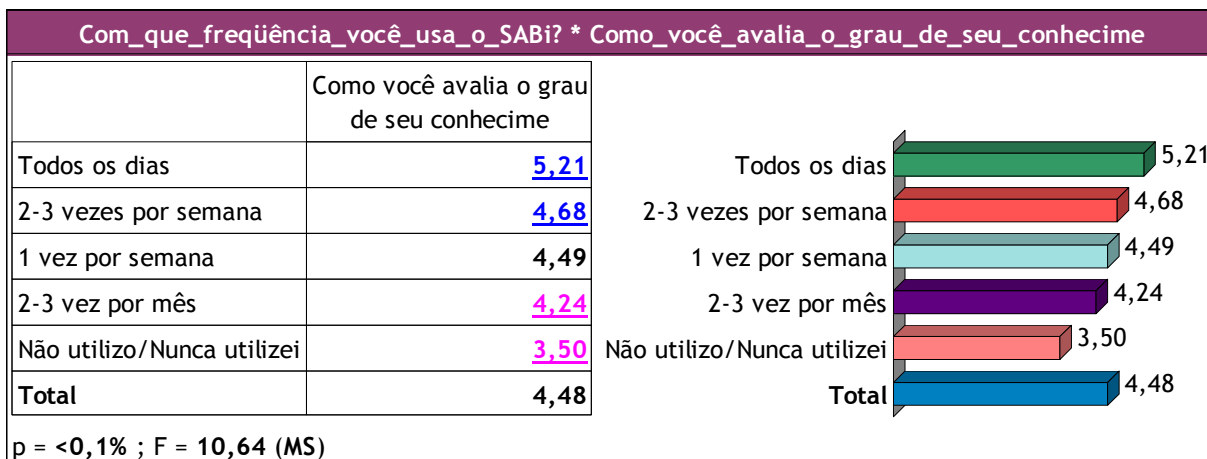 Com_que_freqüência_você_usa_o_SABi? * Como_você_avalia_o_grau_de_seu_conhecime
Como você avalia o grau
de seu conhecime
Todos os dias 5,21
2-3 vezes por semana 4,68
1 vez por semana 4,49
2-3 vez por mês 4,24
Não utilizo/Nunca utilizei 3,50
Total 4,48
p = <0,1% ; F = 10,64 (MS)
Todos os dias 5,21
2-3 vezes por semana 4,68
1 vez por semana 4,49
2-3 vez por mês 4,24
Não utilizo/Nunca utilizei 3,50
Total 4,48